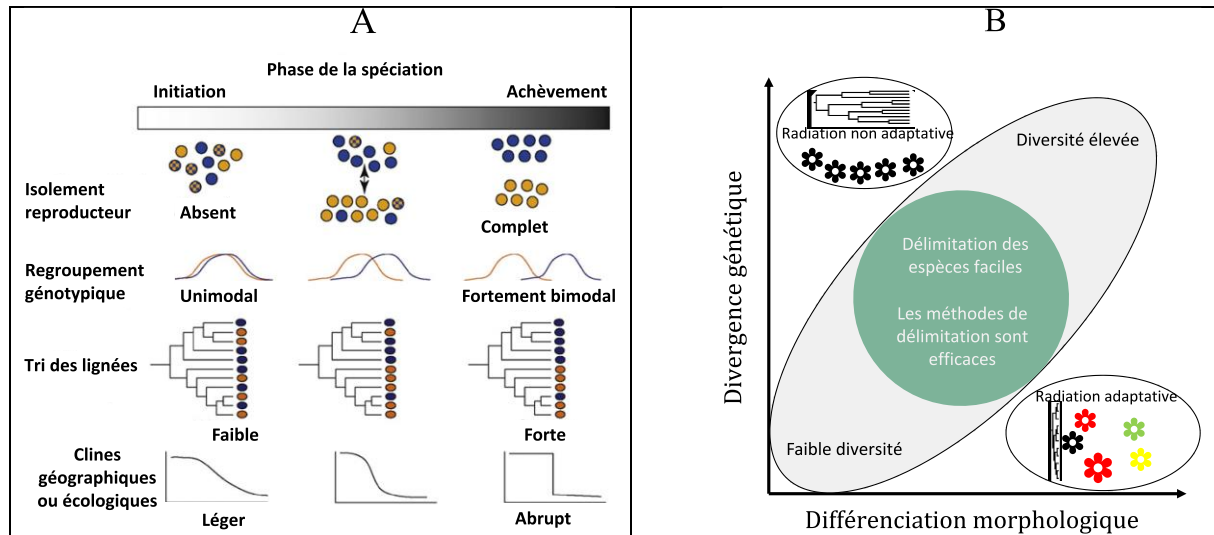 A
Phase de la spéciation
Initiation
Achèvement
Isolement
reproducteur
Absent
Complet
Regroupement
génotypique
Unimodal
Fortement bimodal
Tri des lignées
Faible
Forte
Clines
géographiques
ou écologiques
Léger
Abrupt
B
Divergence génétique
Radiation non adaptative
Diversité élevée
Délimitation des
espèces faciles
Les méthodes de
délimitation sont
efficaces
Radiation adaptative
Faible diversité
Différenciation morphologique